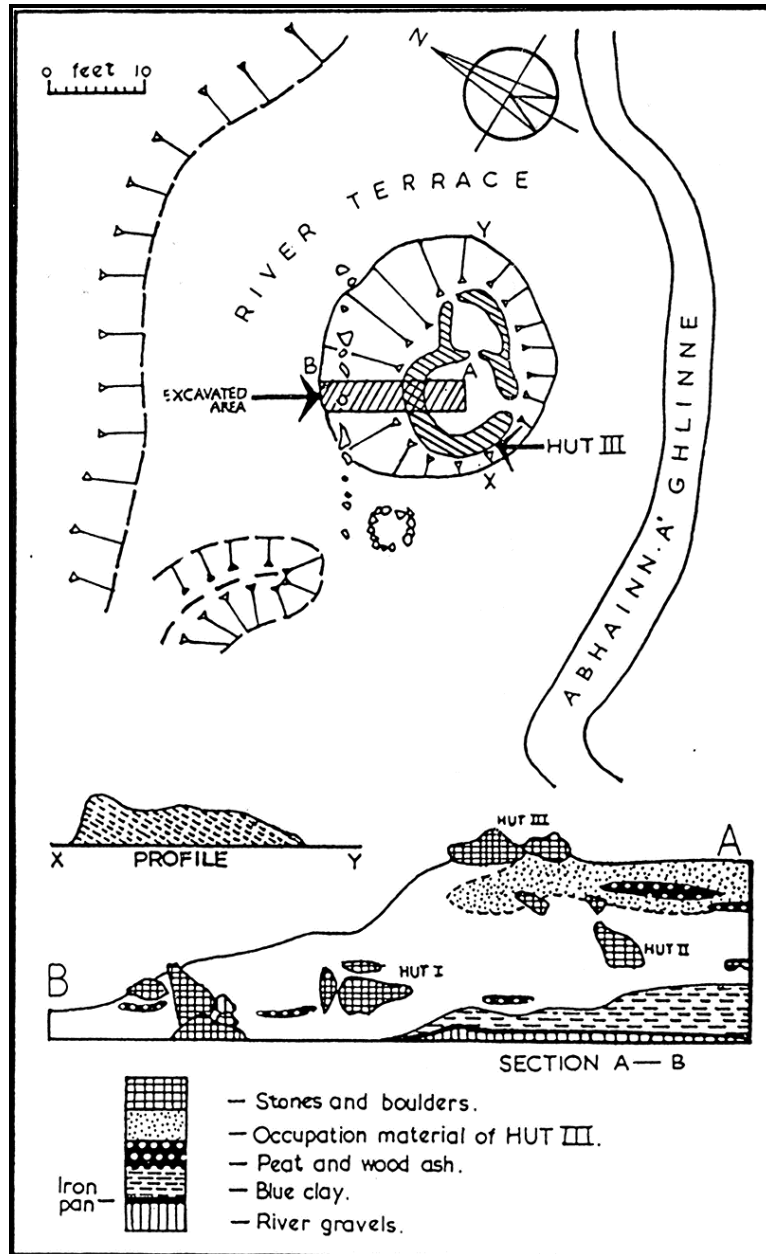 0 feet 10
N
RIVER TERRACE
Y
B
A
EXCAVATED
AREA
HUT III
X
ABHAINN. A' GHLINNE
X PROFILE Y
HUT III
A
HUT II
B
HUT I
SECTION A — B
— Stones and boulders.
— Occupation material of HUT III.
— Peat and wood ash.
— Blue clay.
Iron
pan —
— River gravels.